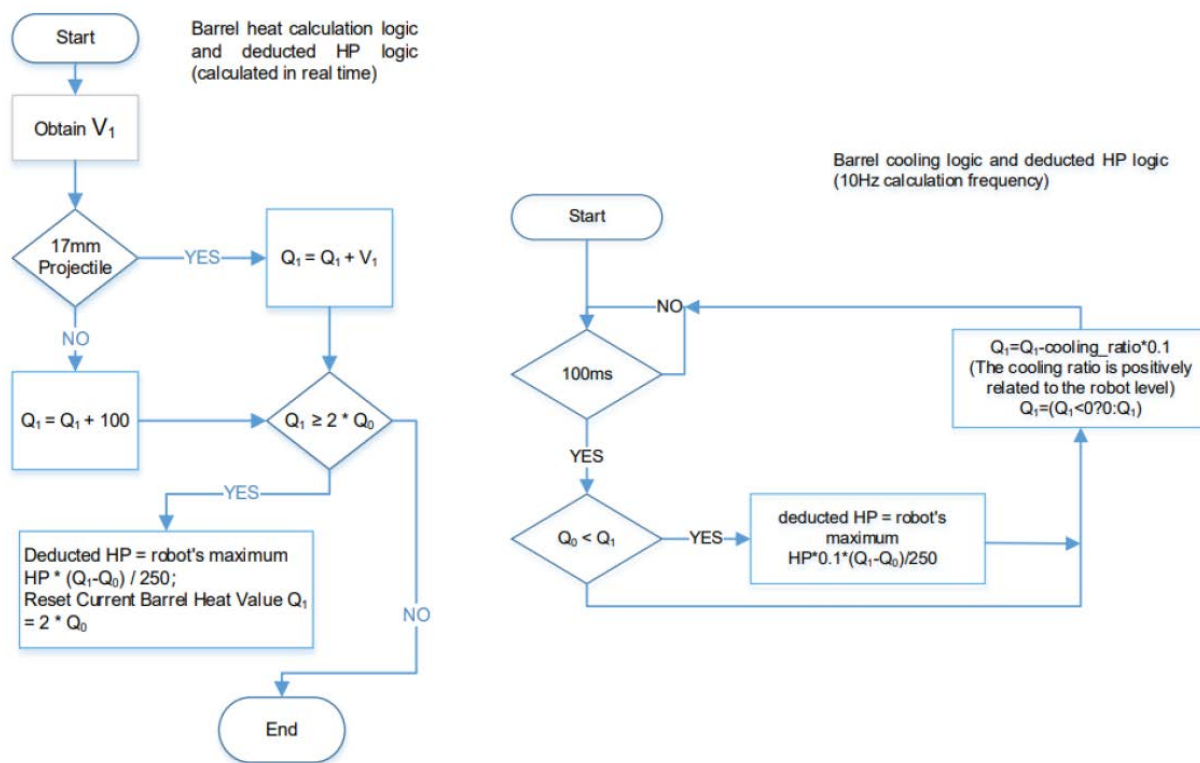 Start
Barrel heat calculation logic
and deducted HP logic
(calculated in real time)
Obtain V₁
17mm
Projectile
YES
Q₁ = Q₁ + V₁
NO
Q₁ = Q₁ + 100
Q₁ ≥ 2 * Q₀
YES
Deducted HP = robot's maximum
HP * (Q₁-Q₀) / 250;
Reset Current Barrel Heat Value Q₁
= 2 * Q₀
NO
End
Barrel cooling logic and deducted HP logic
(10Hz calculation frequency)
Start
NO
100ms
YES
Q₀ < Q₁
YES
deducted HP = robot's
maximum
HP*0.1*(Q₁-Q₀)/250
Q₁=Q₁-cooling_ratio*0.1
(The cooling ratio is positively
related to the robot level)
Q₁=(Q₁<0?0:Q₁)